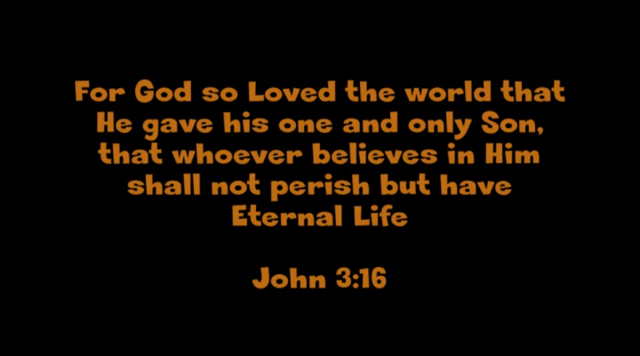 For God so Loved the world that
He gave his one and only Son,
that whoever believes in Him
shall not perish but have
Eternal Life
John 3:16